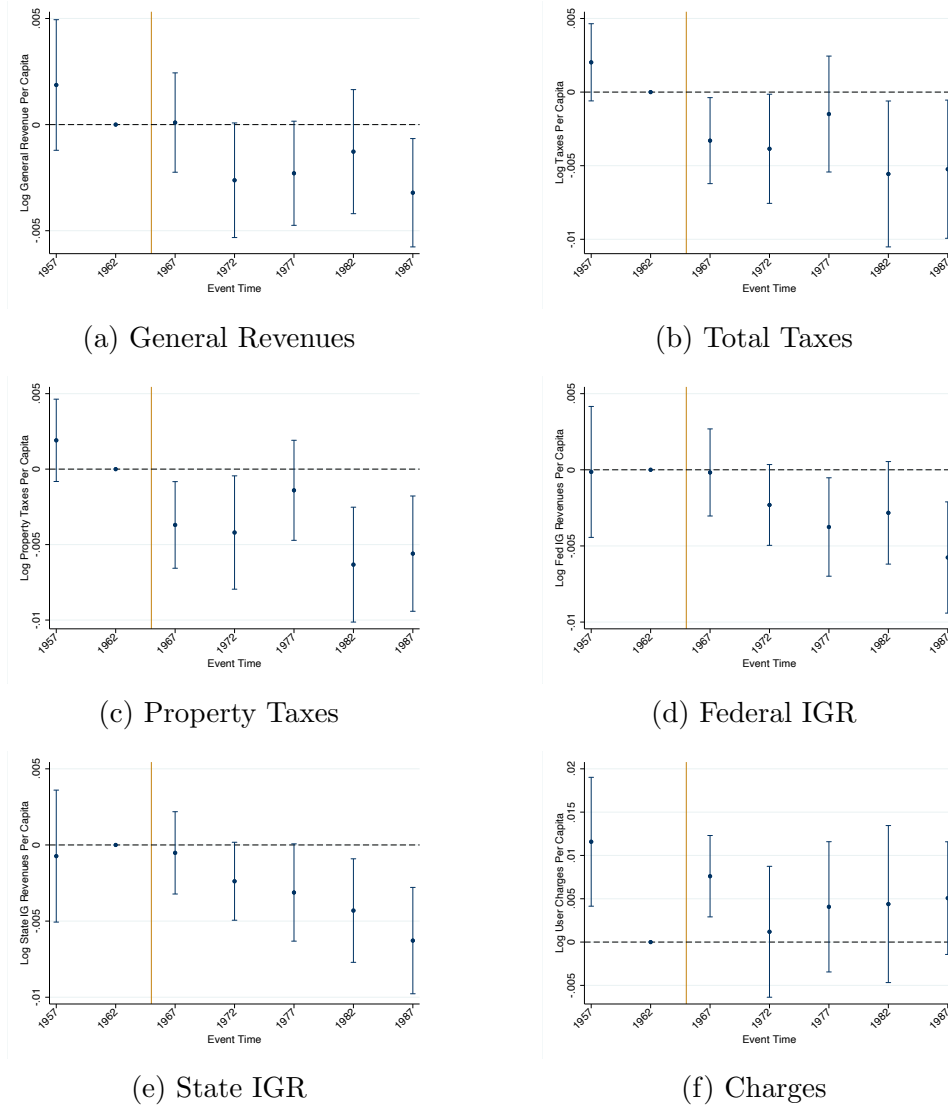 Log General Revenue Per Capita
.005
0
-.005
1957 1962 1967 1972 1977 1982 1987
Event Time
(a) General Revenues
Log Taxes Per Capita
.005
0
-.005
-.01
1957 1962 1967 1972 1977 1982 1987
Event Time
(b) Total Taxes
Log Property Taxes Per Capita
.005
0
-.005
-.01
1957 1962 1967 1972 1977 1982 1987
Event Time
(c) Property Taxes
Log Fed IG Revenues Per Capita
.005
0
-.005
-.01
1957 1962 1967 1972 1977 1982 1987
Event Time
(d) Federal IGR
Log State IG Revenues Per Capita
.005
0
-.005
-.01
1957 1962 1967 1972 1977 1982 1987
Event Time
(e) State IGR
Log User Charges Per Capita
.02
.015
.01
.005
0
-.005
1957 1962 1967 1972 1977 1982 1987
Event Time
(f) Charges